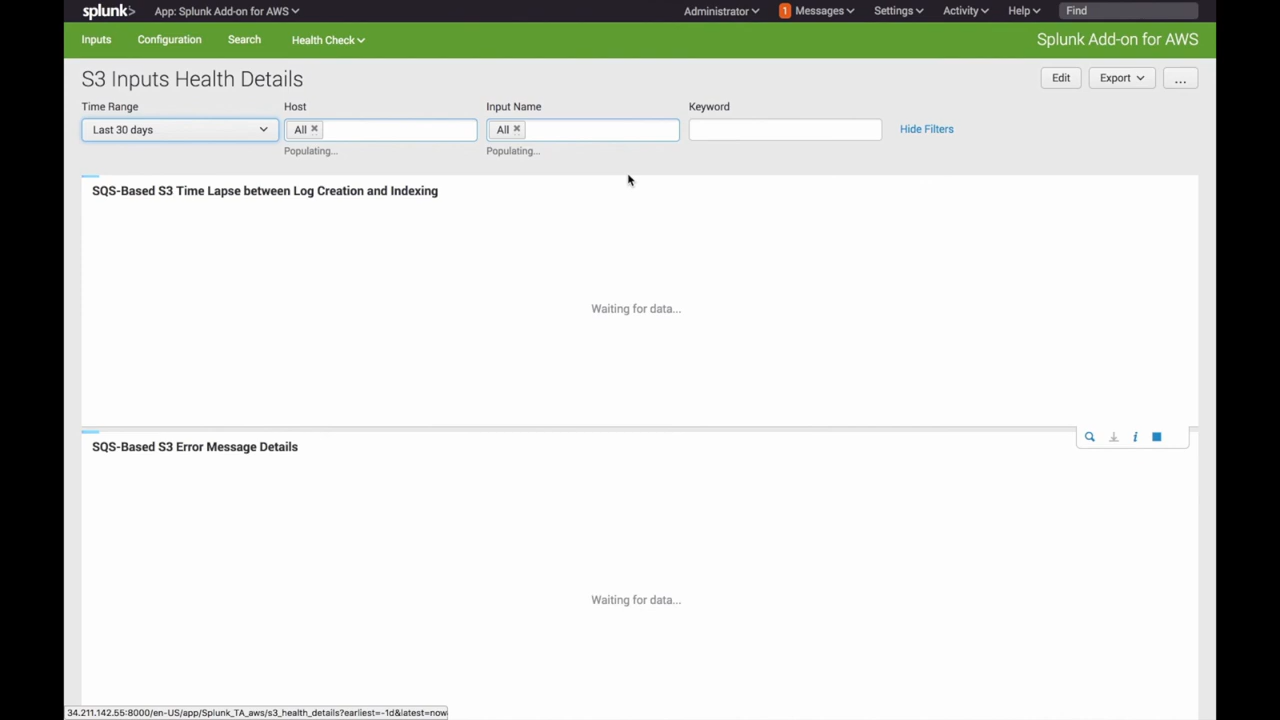 splunk> App: Splunk Add-on for AWS Administrator 1 Messages Settings Activity Help Find
Inputs Configuration Search Health Check Splunk Add-on for AWS
S3 Inputs Health Details Edit Export ...
Time Range Host Input Name Keyword
Last 30 days All All Hide Filters
Populating... Populating...
SQS-Based S3 Time Lapse between Log Creation and Indexing
Waiting for data...
SQS-Based S3 Error Message Details
Waiting for data...
34.211.142.55:8000/en-US/app/Splunk_TA_aws/s3_health_details?earliest=-1d&latest=now